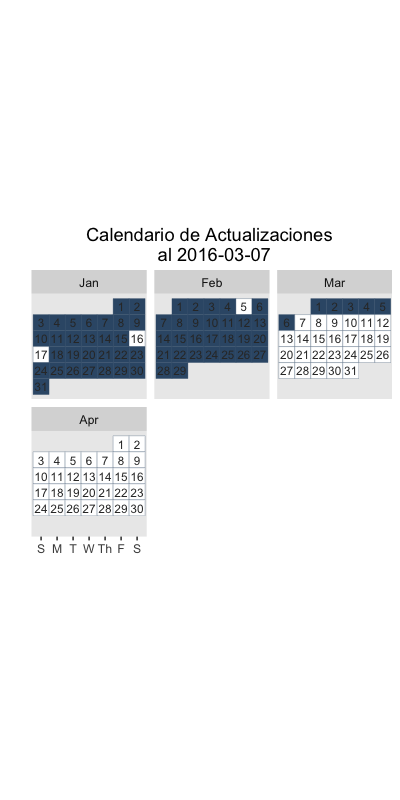 Calendario de Actualizaciones
al 2016-03-07
Jan Feb Mar
1 2
3 4 5 6 7 8 9
10 11 12 13 14 15 16
17 18 19 20 21 22 23
24 25 26 27 28 29 30
31
1 2 3 4 5 6
7 8 9 10 11 12 13
14 15 16 17 18 19 20
21 22 23 24 25 26 27
28 29
1 2 3 4 5
6 7 8 9 10 11 12
13 14 15 16 17 18 19
20 21 22 23 24 25 26
27 28 29 30 31
Apr
1 2
3 4 5 6 7 8 9
10 11 12 13 14 15 16
17 18 19 20 21 22 23
24 25 26 27 28 29 30
S M T W Th F S